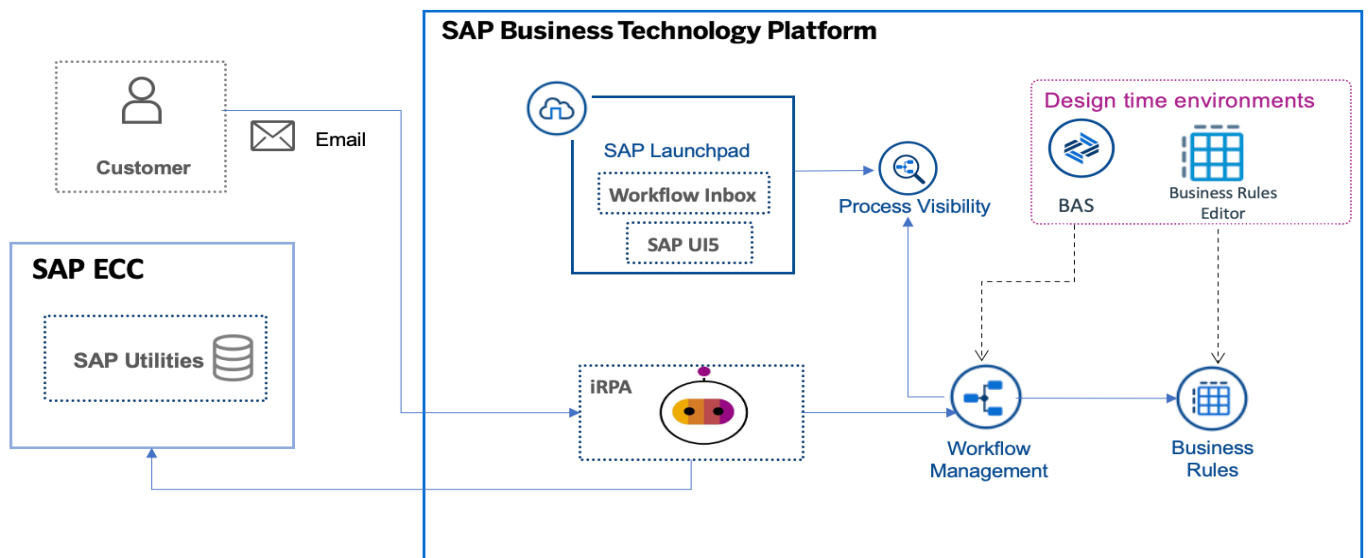 SAP Business Technology Platform
Customer
Email
SAP ECC
SAP Utilities
SAP Launchpad
Workflow Inbox
SAP UI5
Process Visibility
Design time environments
BAS
Business Rules
Editor
iRPA
Workflow
Management
Business
Rules